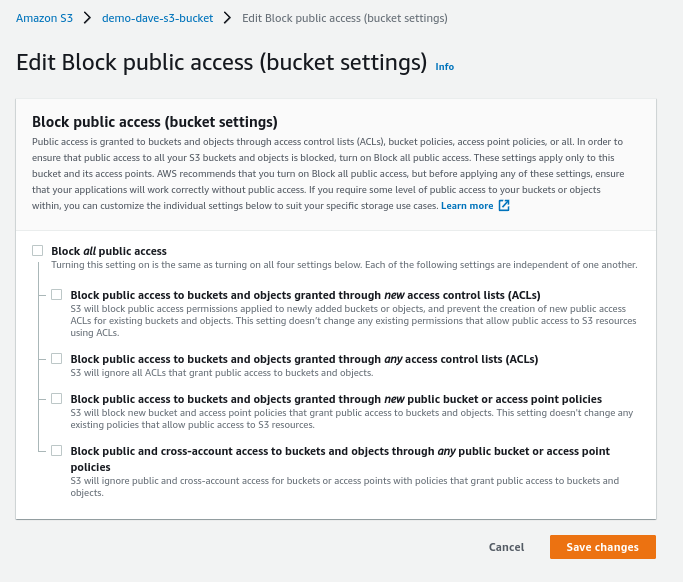 Amazon S3 > demo-dave-s3-bucket > Edit Block public access (bucket settings)
Edit Block public access (bucket settings) Info
Block public access (bucket settings)
Public access is granted to buckets and objects through access control lists (ACLs), bucket policies, access point policies, or all. In order to
ensure that public access to all your S3 buckets and objects is blocked, turn on Block all public access. These settings apply only to this
bucket and its access points. AWS recommends that you turn on Block all public access, but before applying any of these settings, ensure
that your applications will work correctly without public access. If you require some level of public access to your buckets or objects
within, you can customize the individual settings below to suit your specific storage use cases. Learn more
Block all public access
Turning this setting on is the same as turning on all four settings below. Each of the following settings are independent of one another.
Block public access to buckets and objects granted through new access control lists (ACLs)
S3 will block public access permissions applied to newly added buckets or objects, and prevent the creation of new public access
ACLs for existing buckets and objects. This setting doesn't change any existing permissions that allow public access to S3 resources
using ACLs.
Block public access to buckets and objects granted through any access control lists (ACLs)
S3 will ignore all ACLs that grant public access to buckets and objects.
Block public access to buckets and objects granted through new public bucket or access point policies
S3 will block new bucket and access point policies that grant public access to buckets and objects. This setting doesn't change any
existing policies that allow public access to S3 resources.
Block public and cross-account access to buckets and objects through any public bucket or access point
policies
S3 will ignore public and cross-account access for buckets or access points with policies that grant public access to buckets and
objects.
Cancel Save changes